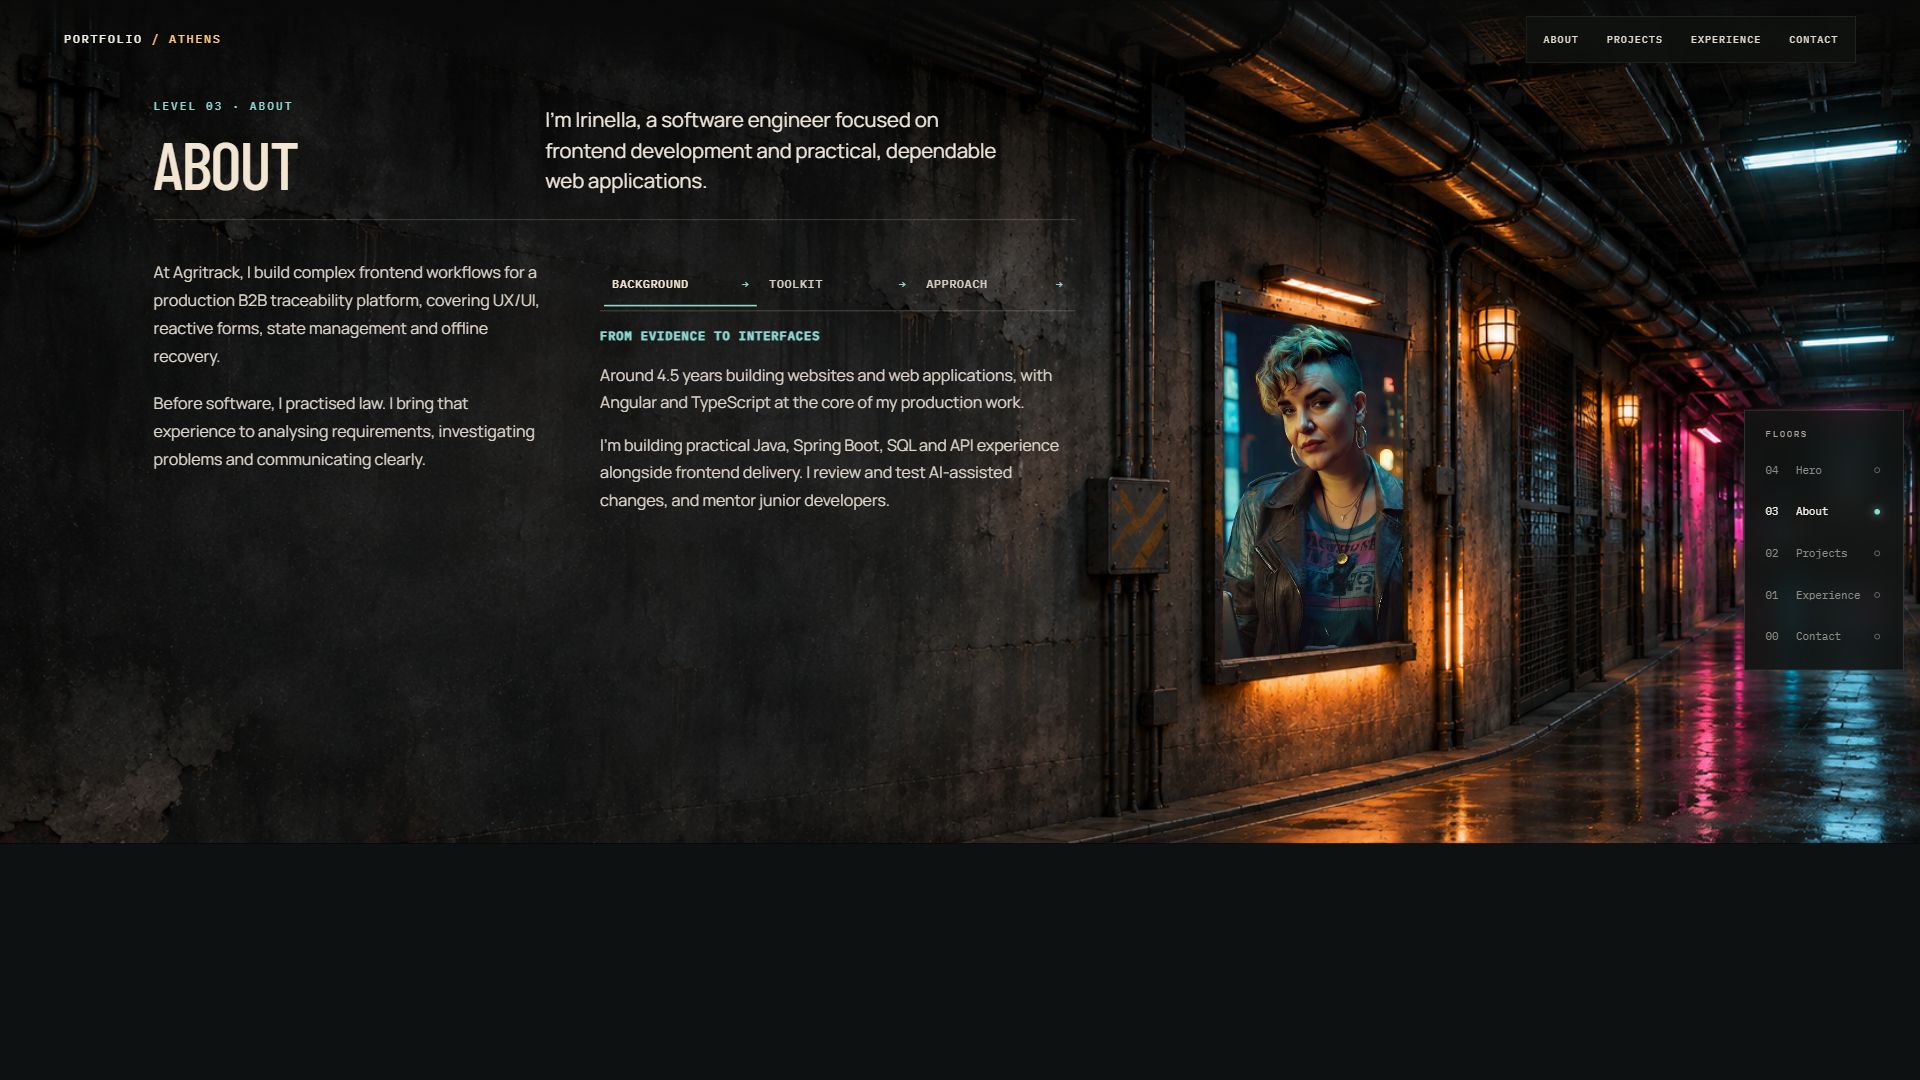 PORTFOLIO / ATHENS
ABOUT PROJECTS EXPERIENCE CONTACT
LEVEL 03 · ABOUT
ABOUT
I'm Irinella, a software engineer focused on
frontend development and practical, dependable
web applications.
At Agritrack, I build complex frontend workflows for a
production B2B traceability platform, covering UX/UI,
reactive forms, state management and offline
recovery.
Before software, I practised law. I bring that
experience to analysing requirements, investigating
problems and communicating clearly.
BACKGROUND → TOOLKIT → APPROACH →
FROM EVIDENCE TO INTERFACES
Around 4.5 years building websites and web applications, with
Angular and TypeScript at the core of my production work.
I'm building practical Java, Spring Boot, SQL and API experience
alongside frontend delivery. I review and test AI-assisted
changes, and mentor junior developers.
FLOORS
04 Hero
03 About
02 Projects
01 Experience
00 Contact